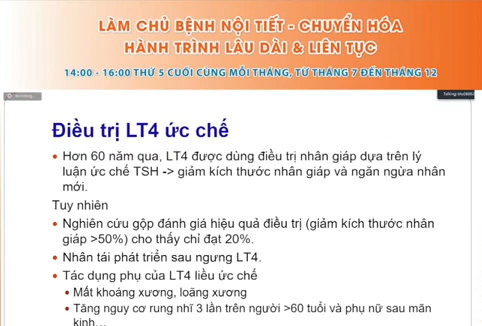 LÀM CHỦ BỆNH NỘI TIẾT - CHUYỂN HÓA
HÀNH TRÌNH LÂU DÀI & LIÊN TỤC
14:00 - 16:00 THỨ 5 CUỐI CÙNG MỖI THÁNG, TỪ THÁNG 7 ĐẾN THÁNG 12
Điều trị LT4 ức chế
• Hơn 60 năm qua, LT4 được dùng điều trị nhân giáp dựa trên lý
luận ức chế TSH -> giảm kích thước nhân giáp và ngăn ngừa nhân
mới.
Tuy nhiên
• Nghiên cứu gộp đánh giá hiệu quả điều trị (giảm kích thước nhân
giáp >50%) cho thấy chỉ đạt 20%.
• Nhân tái phát triển sau ngưng LT4.
• Tác dụng phụ của LT4 liều ức chế
• Mất khoáng xương, loãng xương
• Tăng nguy cơ rung nhĩ 3 lần trên người >60 tuổi và phụ nữ sau mãn
kinh...